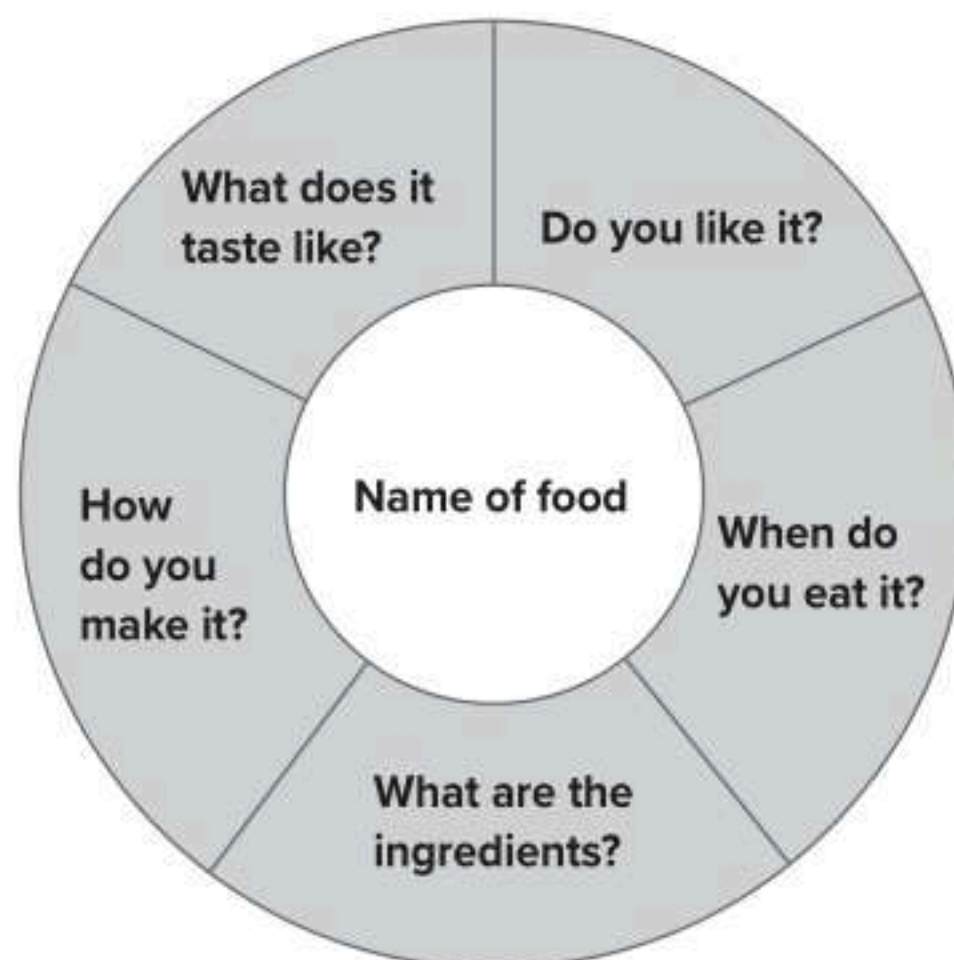 What does it
taste like?
Do you like it?
How
do you
make it?
Name of food
When do
you eat it?
What are the
ingredients?